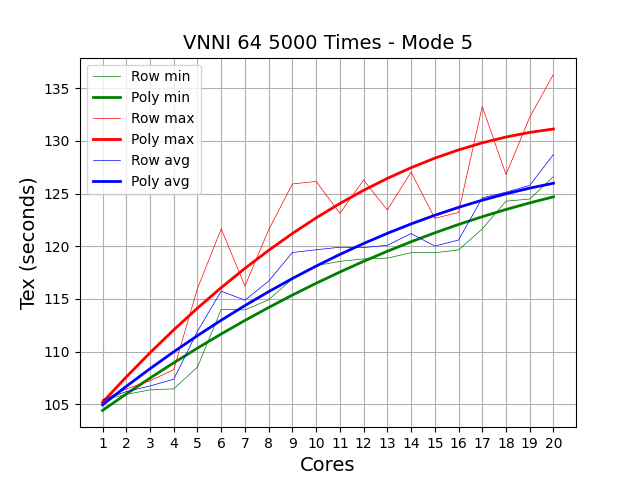 VNNI 64 5000 Times - Mode 5
Row min
Poly min
Row max
Poly max
Row avg
Poly avg
135
130
125
120
115
110
105
Tex (seconds)
1 2 3 4 5 6 7 8 9 10 11 12 13 14 15 16 17 18 19 20
Cores